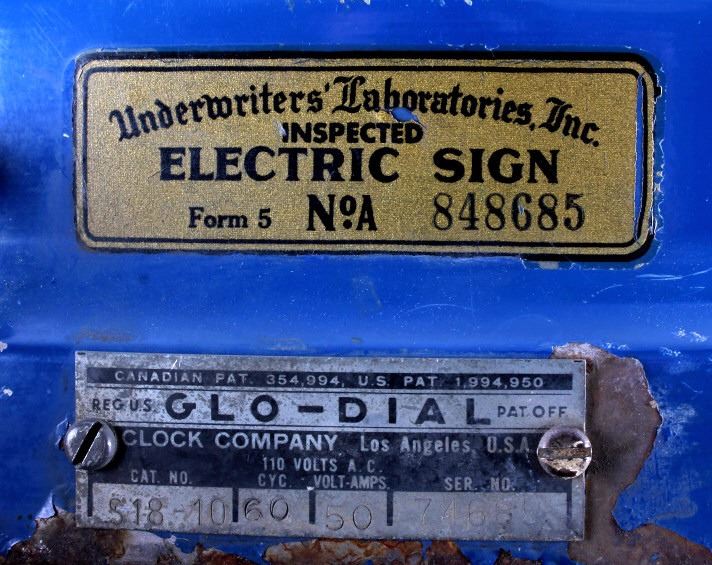 Underwriters' Laboratories, Inc.
INSPECTED
ELECTRIC SIGN
Form 5 NºA 848685
CANADIAN PAT. 354,994, U.S. PAT. 1,994,950
REG.U.S. GLO-DIAL PAT.OFF.
CLOCK COMPANY Los Angeles, U.S.A.
110 VOLTS A C.
CAT. NO. CYC. VOLT-AMPS. SER. NO.
S18-10 60 50